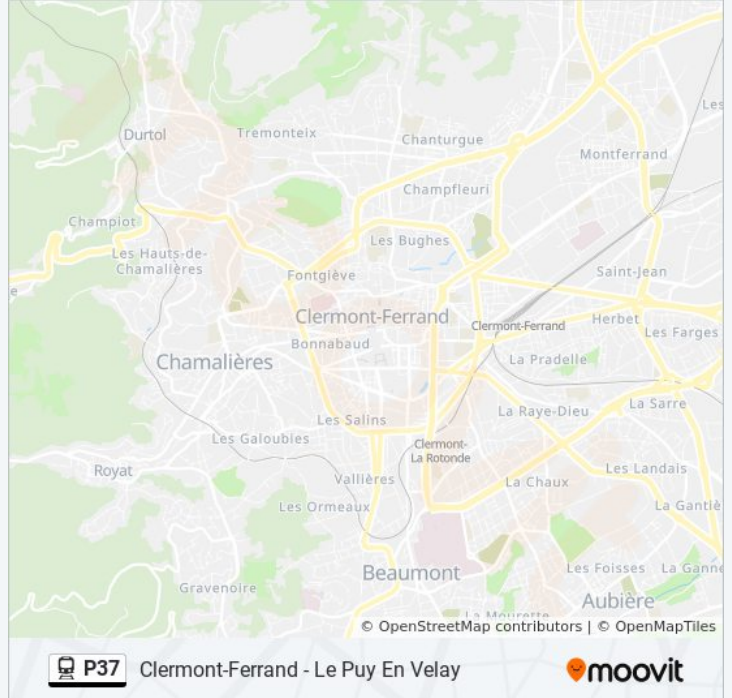 Les
Durtol
Tremonteix
Chanturgue
Montferrand
Champfleuri
Champiot
Les Bughes
Les Hauts-de-
Chamalières
Saint-Jean
Fontgiève
e
Clermont-Ferrand
Clermont-Ferrand
Herbet
Les Farges
Bonnabaud
Chamalières
La Pradelle
La Sarre
La Raye-Dieu
Les Salins
Les Galoubies
Clermont-
La Rotonde
Royat
Les Landais
Vallières
La Chaux
Les Ormeaux
La Gantiè
Les Foisses
La Ganne
Beaumont
Gravenoire
Aubière
La Mourette
© OpenStreetMap contributors | © OpenMapTiles
P37 Clermont-Ferrand - Le Puy En Velay
moovit